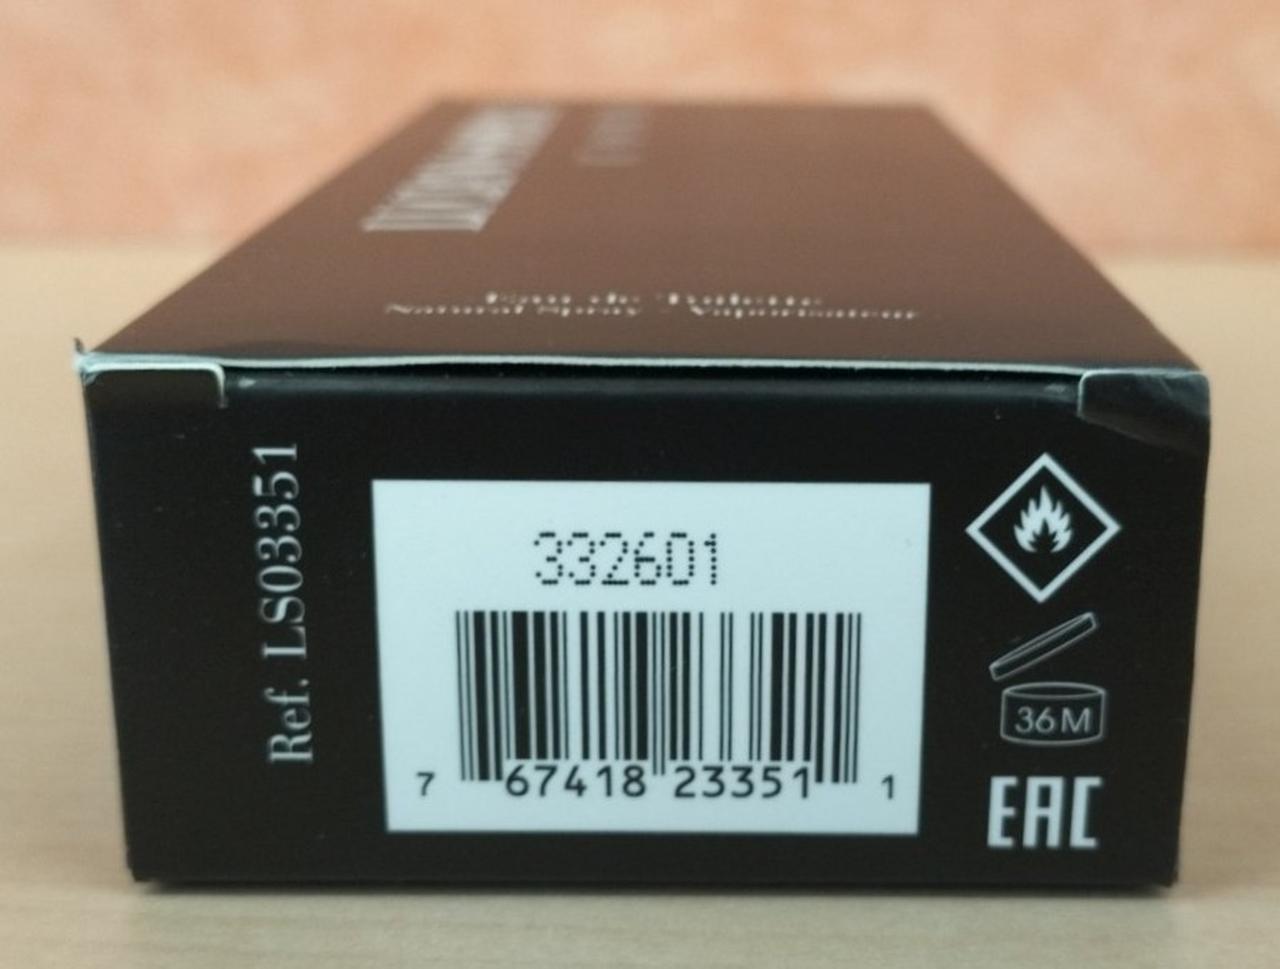 Eau de Toilette
Natural Spray - Vaporisateur
Ref. LS03351
332601
7 67418 23351 1
36M
EAC